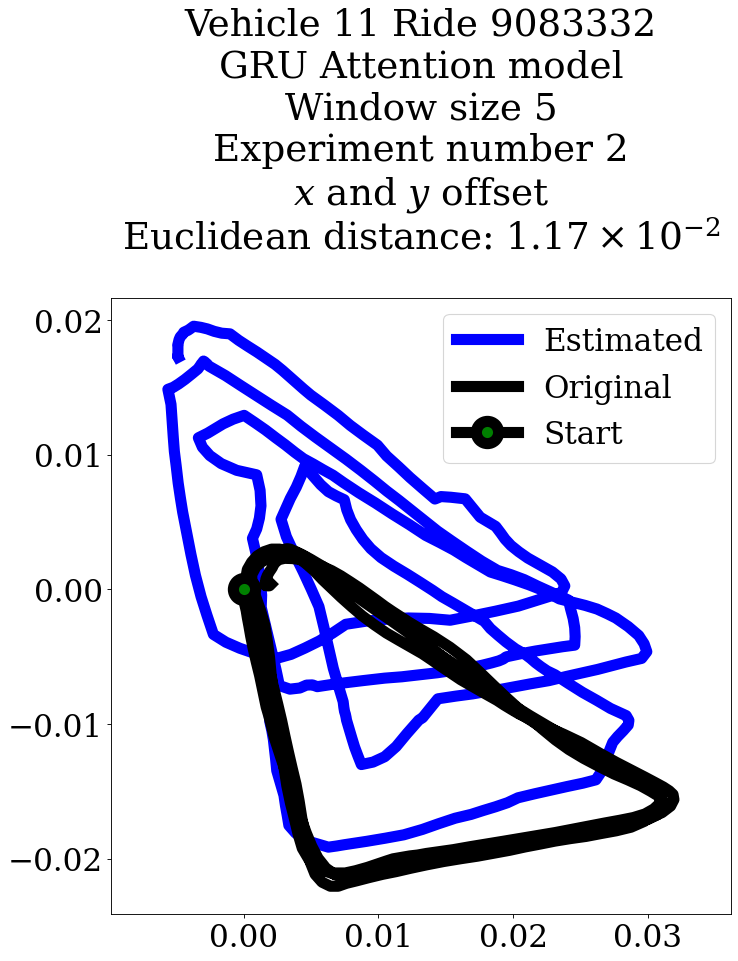 Vehicle 11 Ride 9083332
GRU Attention model
Window size 5
Experiment number 2
x and y offset
Euclidean distance: 1.17 × 10⁻²
Estimated
Original
Start
0.02
0.01
0.00
−0.01
−0.02
0.00 0.01 0.02 0.03